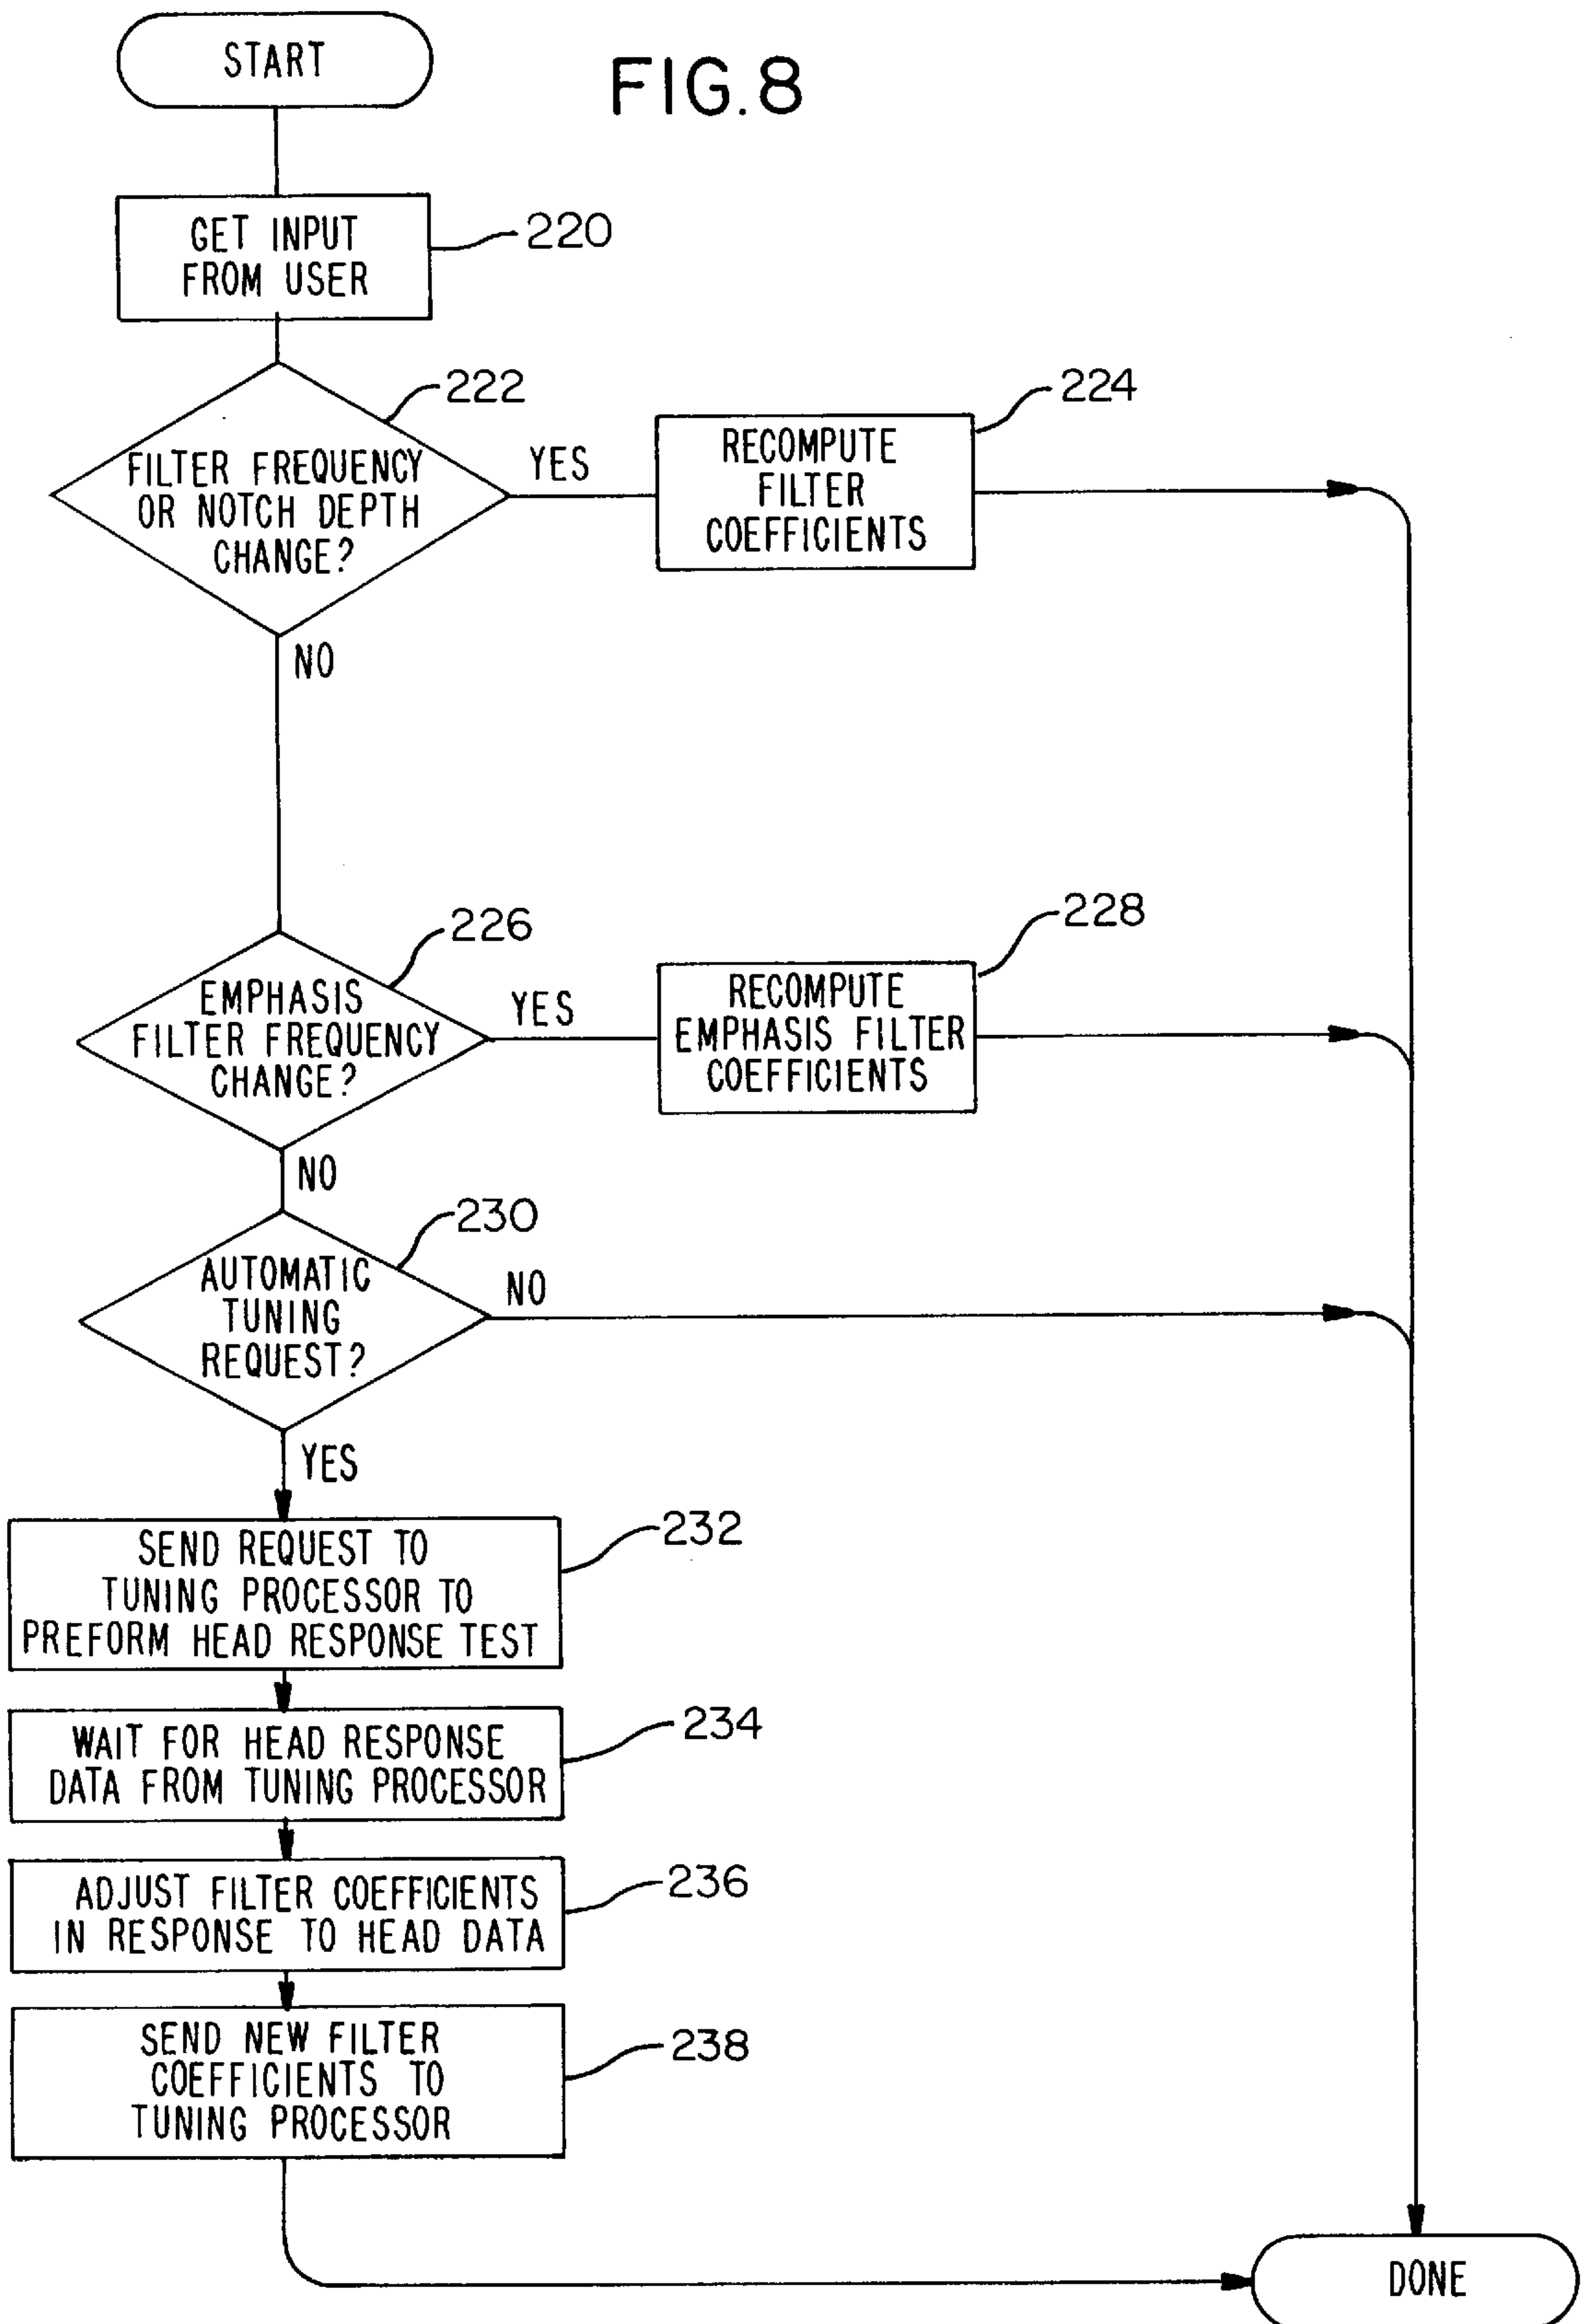 START
FIG.8
GET INPUT
FROM USER
220
222
FILTER FREQUENCY
OR NOTCH DEPTH
CHANGE?
YES
RECOMPUTE
FILTER
COEFFICIENTS
224
NO
226
EMPHASIS
FILTER FREQUENCY
CHANGE?
YES
RECOMPUTE
EMPHASIS FILTER
COEFFICIENTS
228
NO
230
AUTOMATIC
TUNING
REQUEST?
NO
YES
SEND REQUEST TO
TUNING PROCESSOR TO
PREFORM HEAD RESPONSE TEST
232
WAIT FOR HEAD RESPONSE
DATA FROM TUNING PROCESSOR
234
ADJUST FILTER COEFFICIENTS
IN RESPONSE TO HEAD DATA
236
SEND NEW FILTER
COEFFICIENTS TO
TUNING PROCESSOR
238
DONE